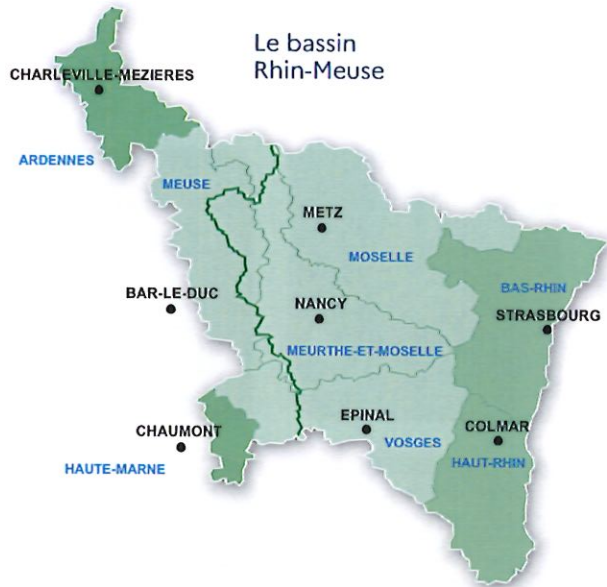 Le bassin
Rhin-Meuse
CHARLEVILLE-MEZIERES
ARDENNES
MEUSE
METZ
MOSELLE
BAS-RHIN
BAR-LE-DUC
NANCY
STRASBOURG
MEURTHE-ET-MOSELLE
EPINAL
CHAUMONT
VOSGES
COLMAR
HAUTE-MARNE
HAUT-RHIN